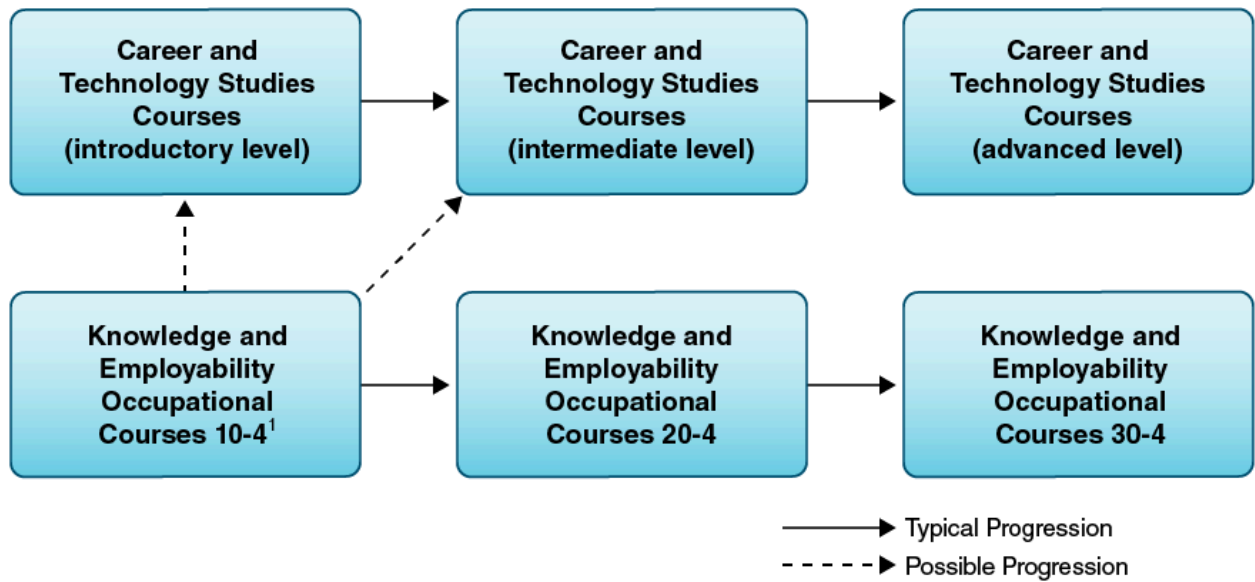 Career and
Technology Studies
Courses
(introductory level)
Career and
Technology Studies
Courses
(intermediate level)
Career and
Technology Studies
Courses
(advanced level)
Knowledge and
Employability
Occupational
Courses 10-4¹
Knowledge and
Employability
Occupational
Courses 20-4
Knowledge and
Employability
Occupational
Courses 30-4
Typical Progression
Possible Progression